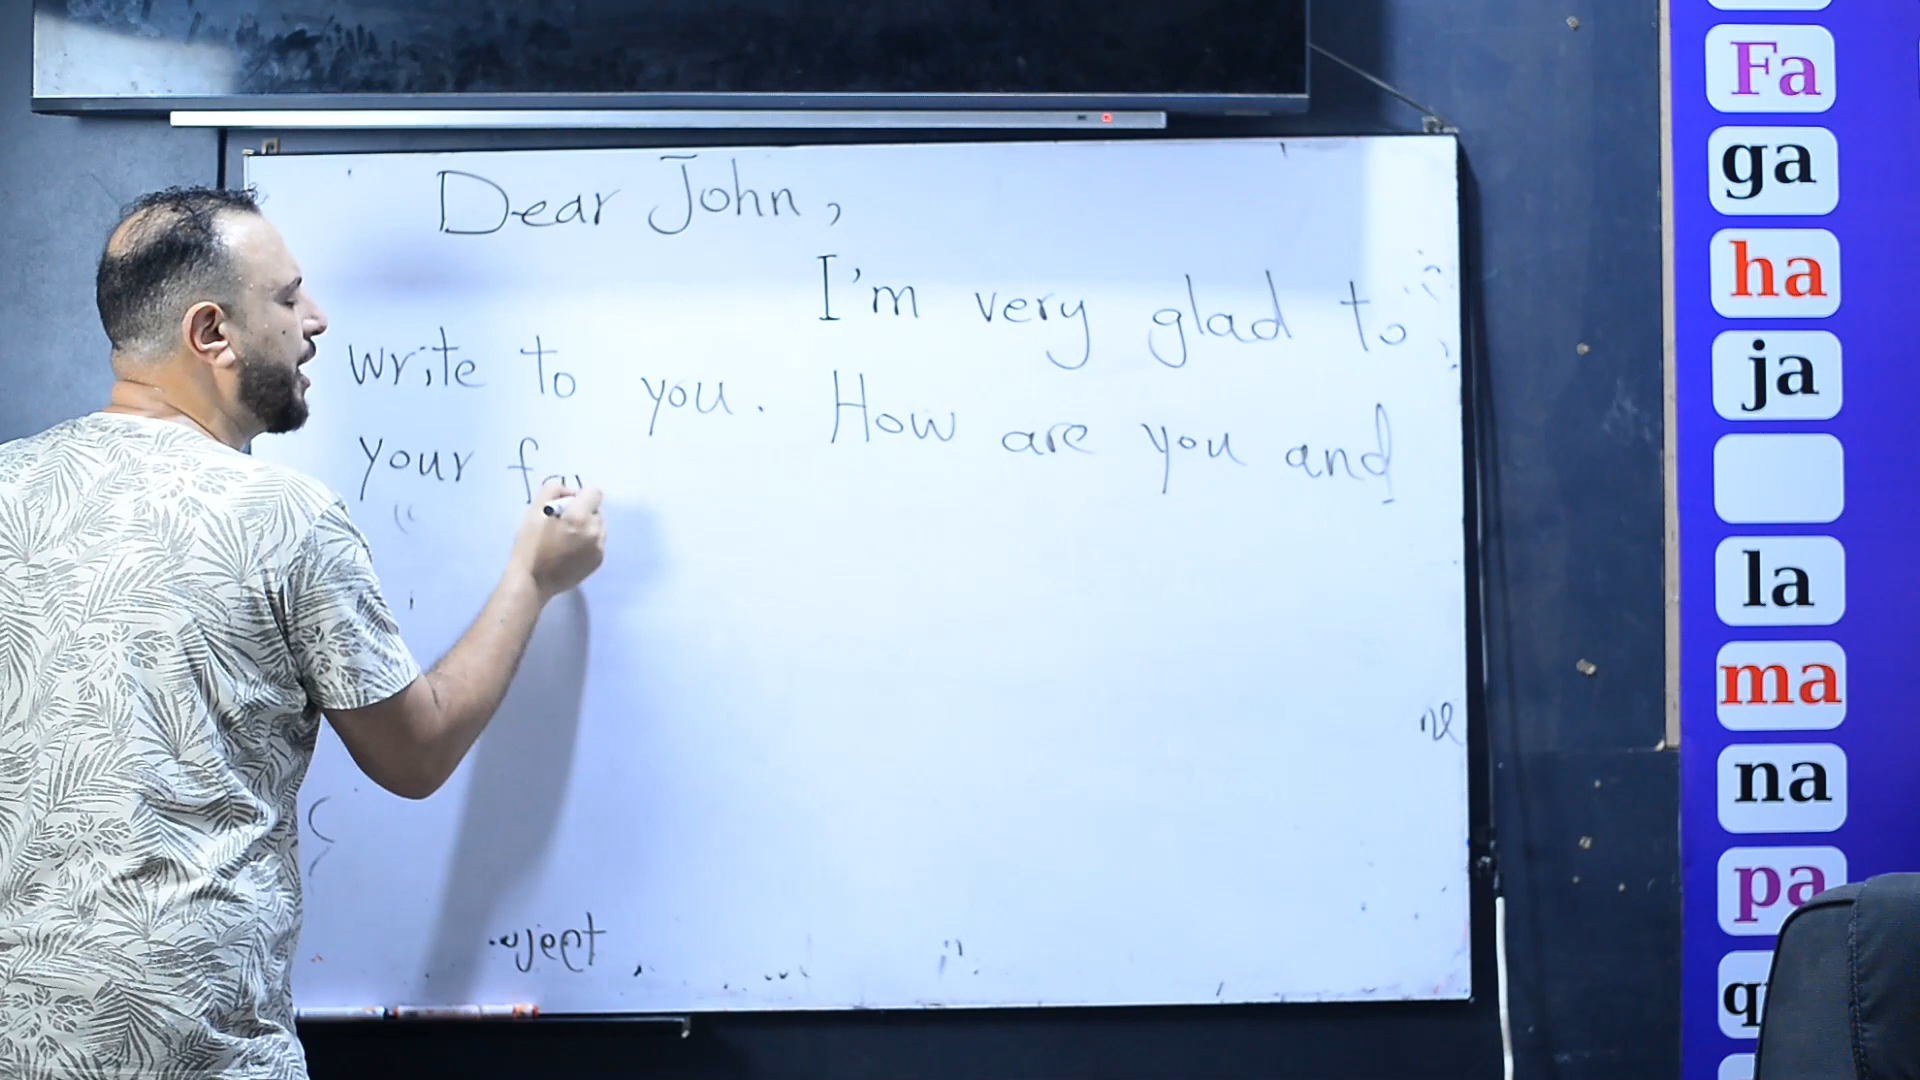 Dear John,
I'm very glad to
write to you. How are you and
your
Fa
ga
ha
ja
la
ma
na
pa